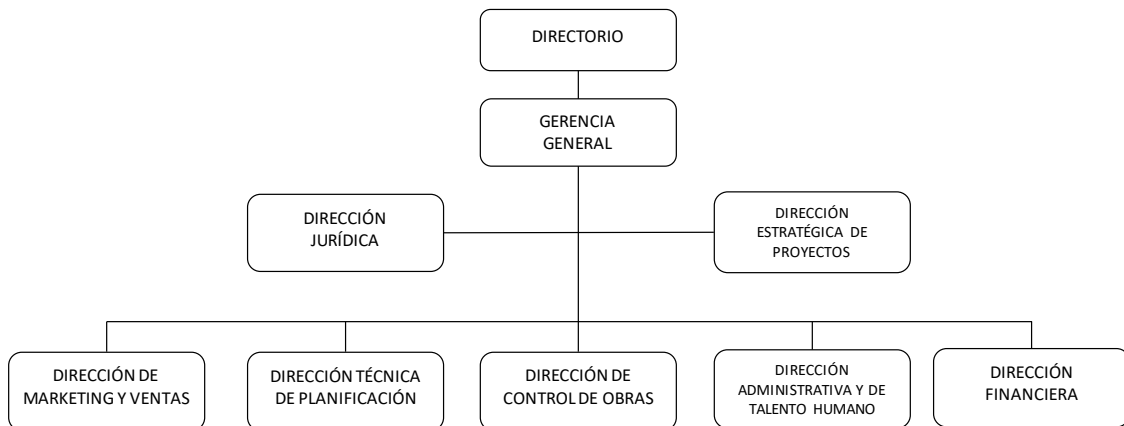 DIRECTORIO
GERENCIA
GENERAL
DIRECCIÓN
JURÍDICA
DIRECCIÓN
ESTRATÉGICA DE
PROYECTOS
DIRECCIÓN DE
MARKETING Y VENTAS
DIRECCIÓN TÉCNICA
DE PLANIFICACIÓN
DIRECCIÓN DE
CONTROL DE OBRAS
DIRECCIÓN
ADMINISTRATIVA Y DE
TALENTO HUMANO
DIRECCIÓN
FINANCIERA